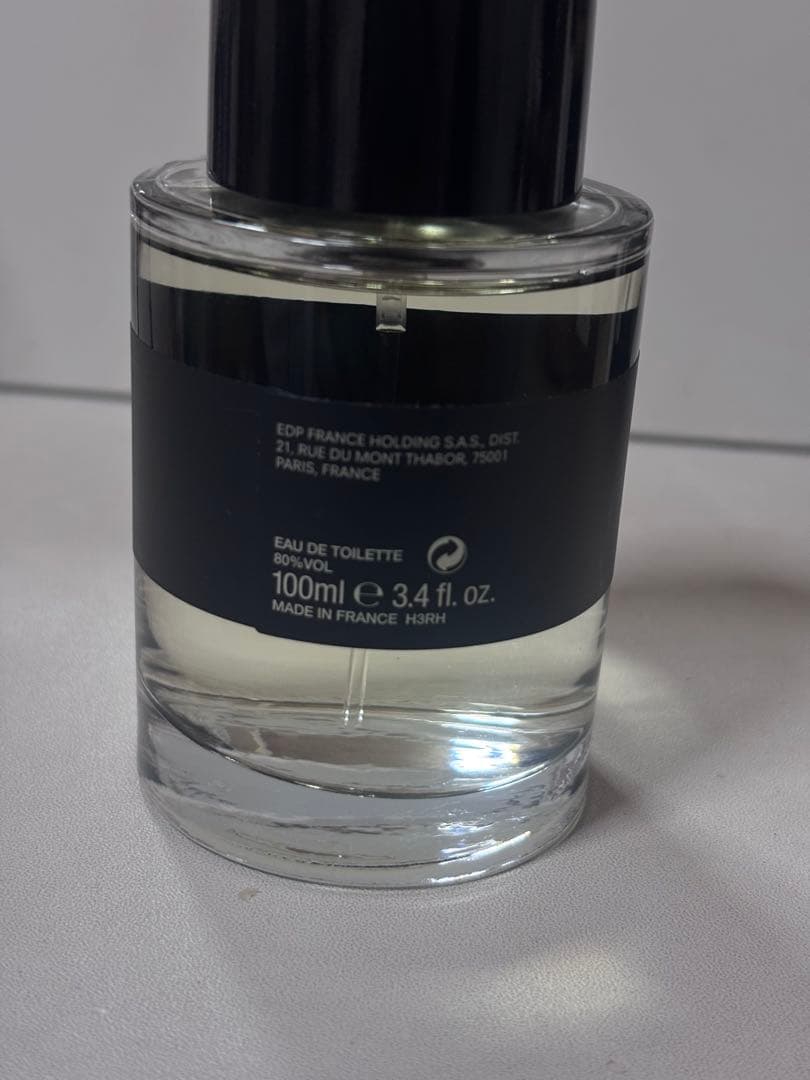 EDP FRANCE HOLDING S.A.S., DIST.
21, RUE DU MONT THABOR, 75001
PARIS, FRANCE
EAU DE TOILETTE
80%VOL
100ml ℮ 3.4 fl. oz.
MADE IN FRANCE H3RH